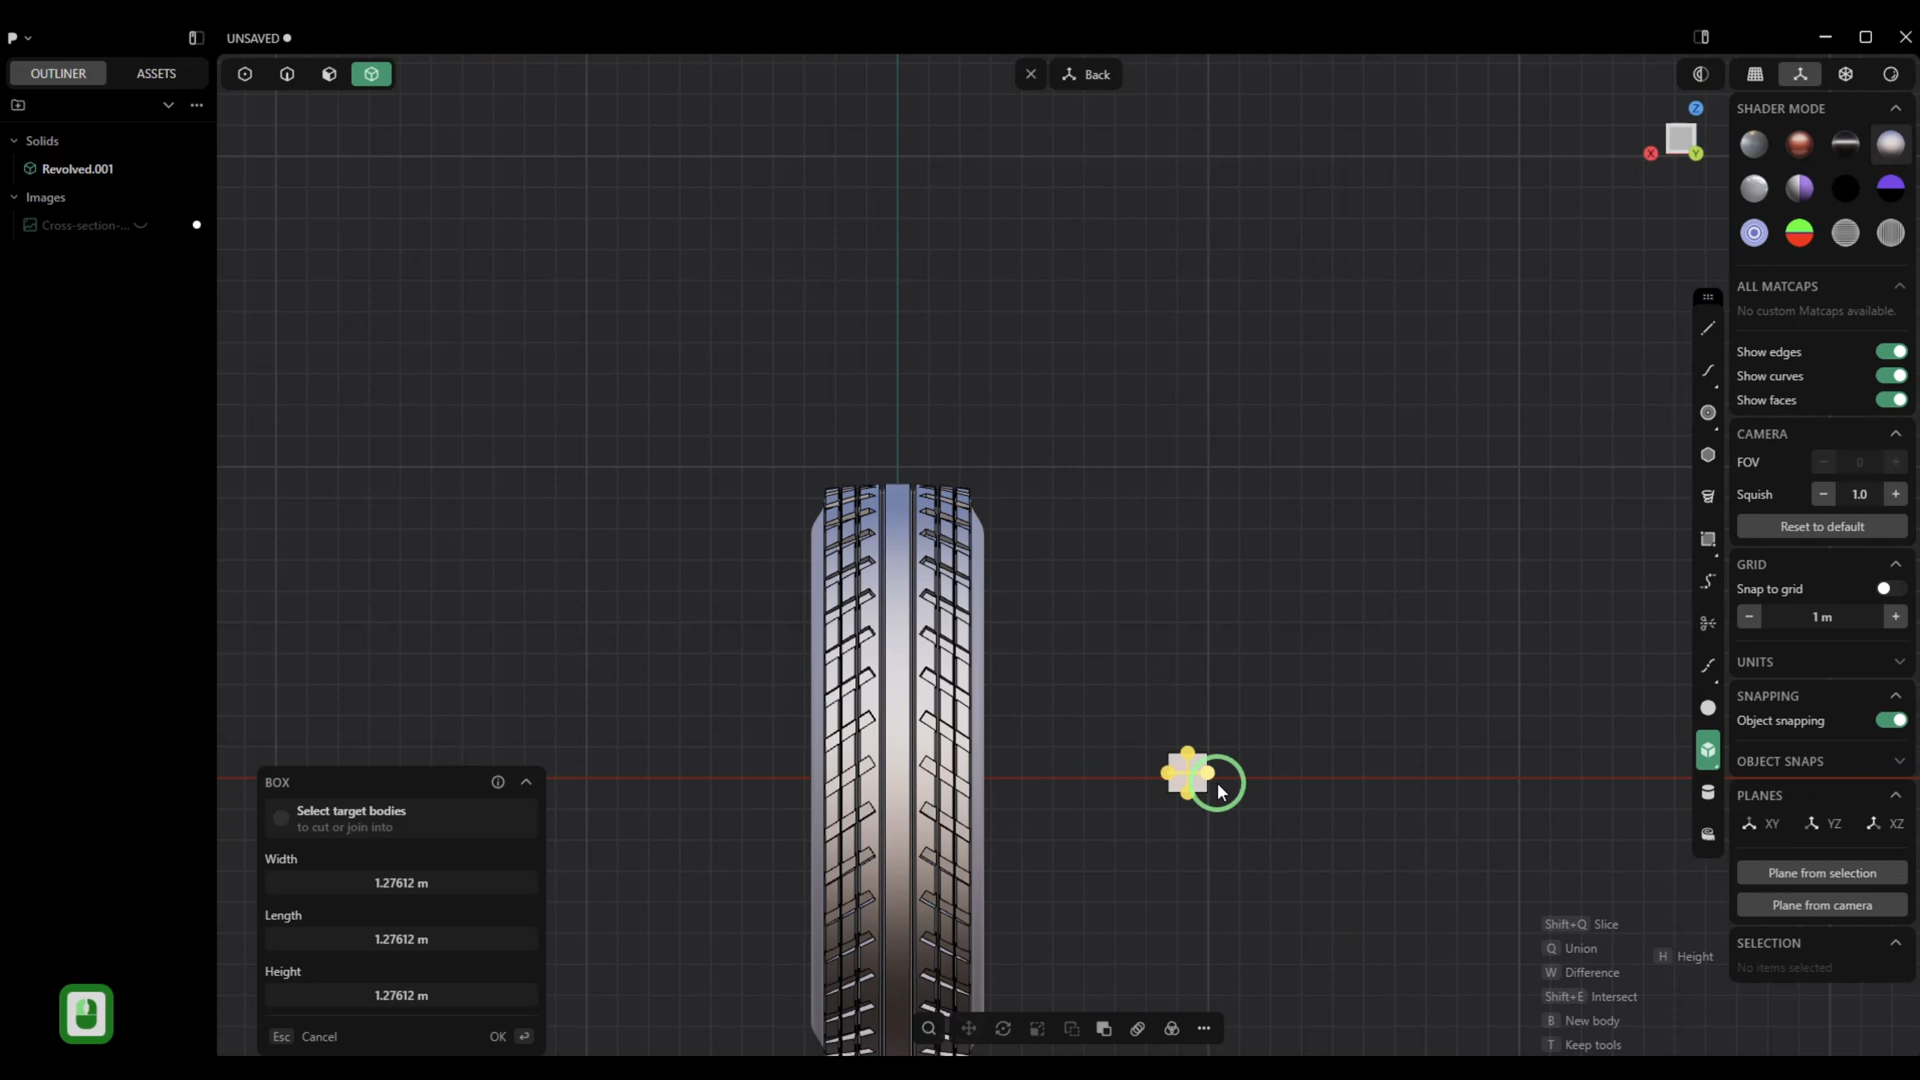 UNSAVED
OUTLINER ASSETS
Back
Solids
Revolved.001
Images
Cross-section-...
Z
X Y
SHADER MODE
ALL MATCAPS
No custom Matcaps available.
Show edges
Show curves
Show faces
CAMERA
FOV − 0 +
Squish − 1.0 +
Reset to default
GRID
Snap to grid
− 1 m +
UNITS
SNAPPING
Object snapping
OBJECT SNAPS
PLANES
XY YZ XZ
Plane from selection
Plane from camera
SELECTION
No items selected
BOX
Select target bodies
to cut or join into
Width
1.27612 m
Length
1.27612 m
Height
1.27612 m
Esc Cancel OK
Shift+Q Slice
Q Union
H Height
W Difference
Shift+E Intersect
B New body
T Keep tools